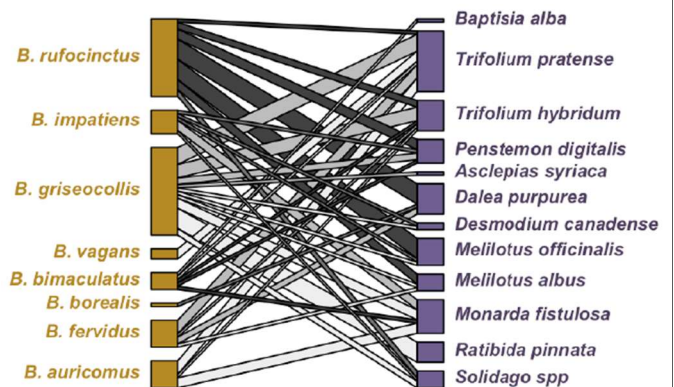 B. rufocinctus
B. impatiens
B. griseocollis
B. vagans
B. bimaculatus
B. borealis
B. fervidus
B. auricomus
Baptisia alba
Trifolium pratense
Trifolium hybridum
Penstemon digitalis
Asclepias syriaca
Dalea purpurea
Desmodium canadense
Melilotus officinalis
Melilotus albus
Monarda fistulosa
Ratibida pinnata
Solidago spp